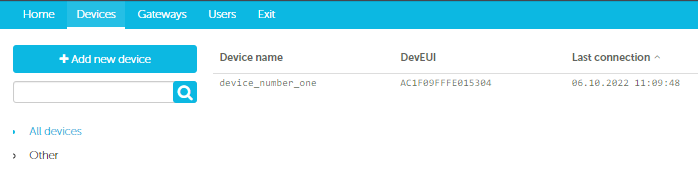 Home Devices Gateways Users Exit
+ Add new device
Device name DevEUI Last connection
device_number_one AC1F09FFFE015304 06.10.2022 11:09:48
All devices
Other